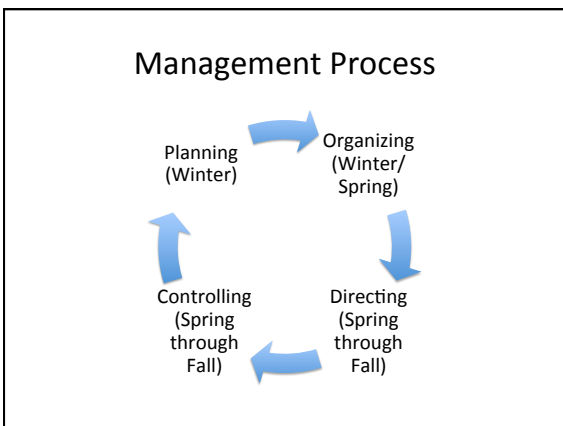 Management Process
Planning
(Winter)
Organizing
(Winter/
Spring)
Directing
(Spring
through
Fall)
Controlling
(Spring
through
Fall)